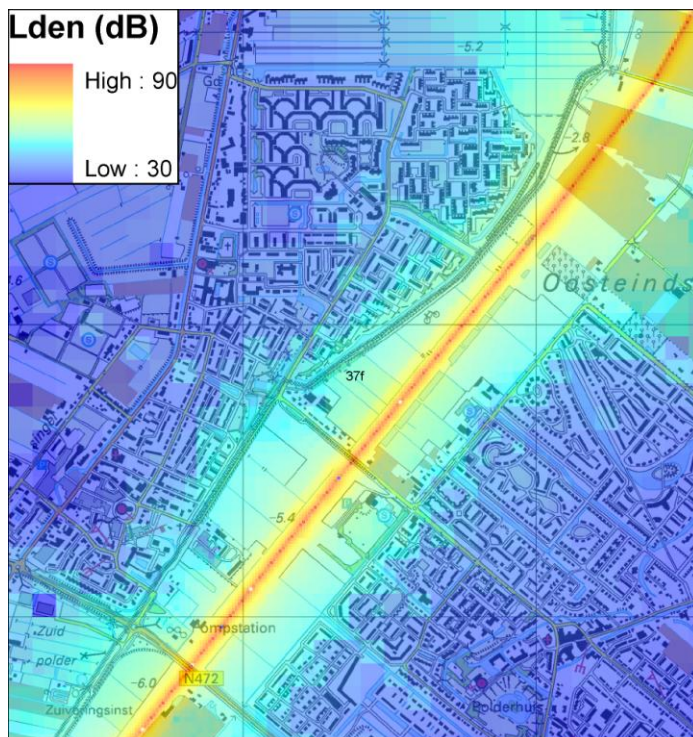 Lden (dB)
High : 90
Low : 30
-5.2
-2.8
Oosteinds
37f
-5.4
Pompstation
Zuid
polder
N472
-6.0
Zuiveringsinst
Polderhuis